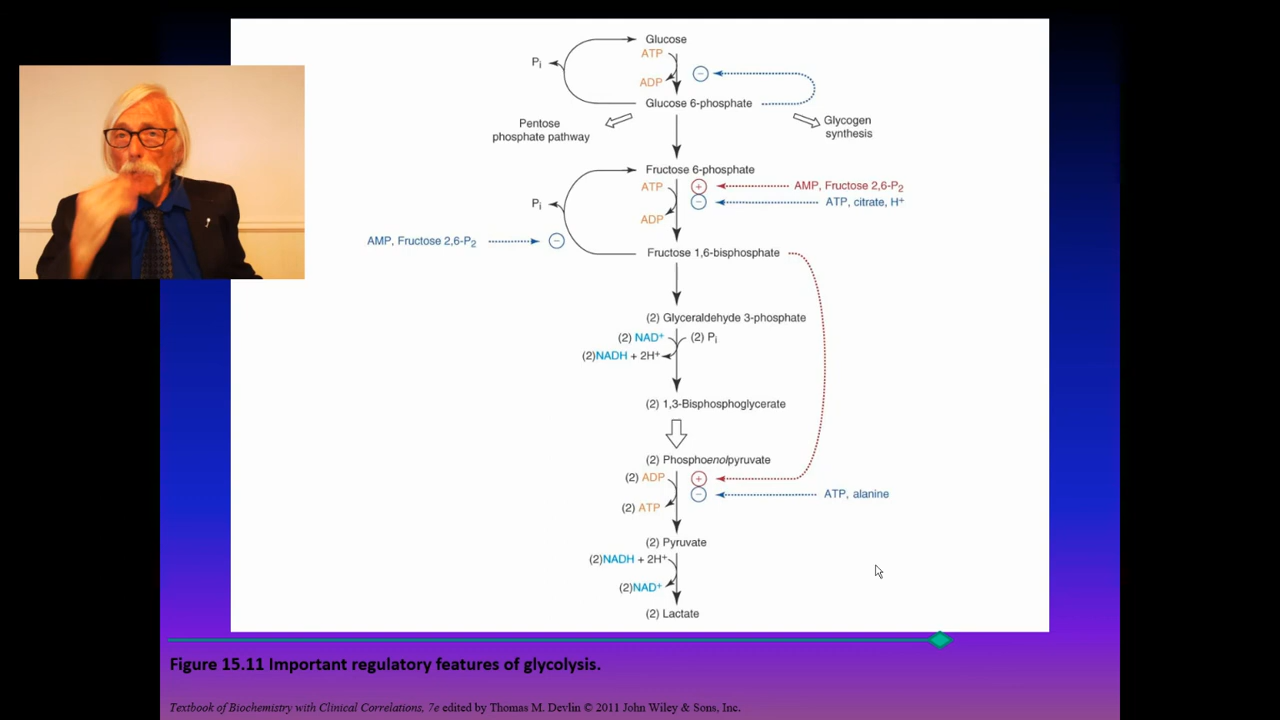 Glucose
ATP
Pi
ADP
−
Glucose 6-phosphate
Pentose
phosphate pathway
Glycogen
synthesis
Fructose 6-phosphate
ATP
+
AMP, Fructose 2,6-P2
−
ATP, citrate, H+
Pi
ADP
AMP, Fructose 2,6-P2
−
Fructose 1,6-bisphosphate
(2) Glyceraldehyde 3-phosphate
(2) NAD+
(2) Pi
(2)NADH + 2H+
(2) 1,3-Bisphosphoglycerate
(2) Phosphoenolpyruvate
(2) ADP
+
−
ATP, alanine
(2) ATP
(2) Pyruvate
(2)NADH + 2H+
(2)NAD+
(2) Lactate
Figure 15.11 Important regulatory features of glycolysis.
Textbook of Biochemistry with Clinical Correlations, 7e edited by Thomas M. Devlin © 2011 John Wiley & Sons, Inc.